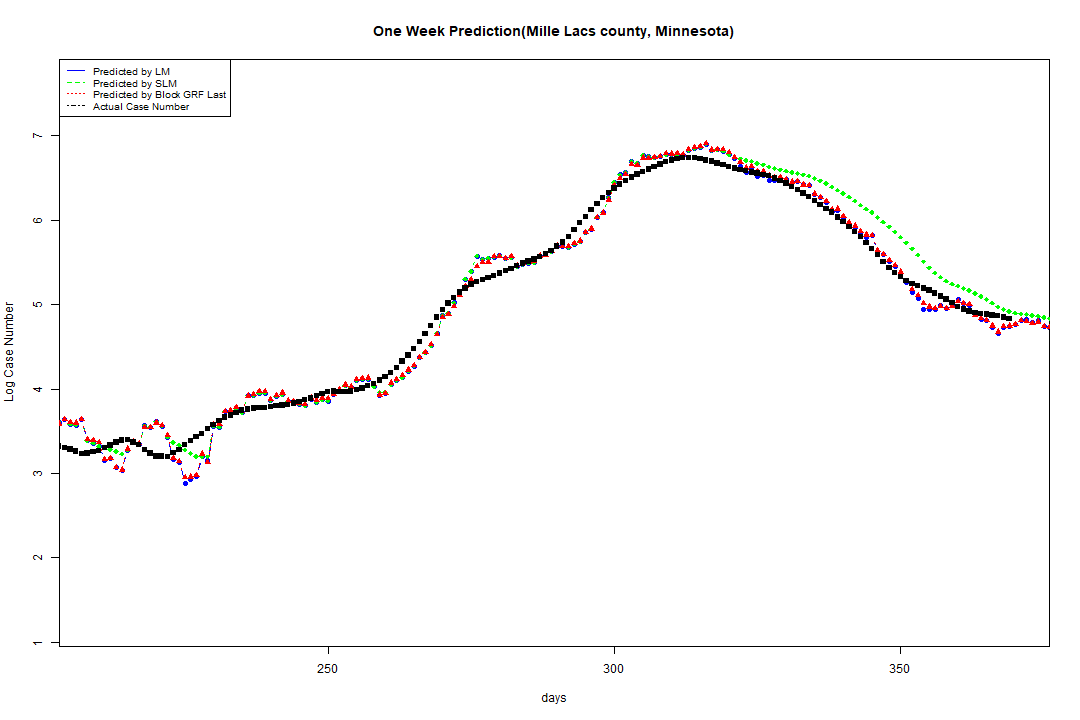 One Week Prediction(Mille Lacs county, Minnesota)
Predicted by LM
Predicted by SLM
Predicted by Block GRF Last
Actual Case Number
7
6
5
4
3
2
1
Log Case Number
250
300
350
days